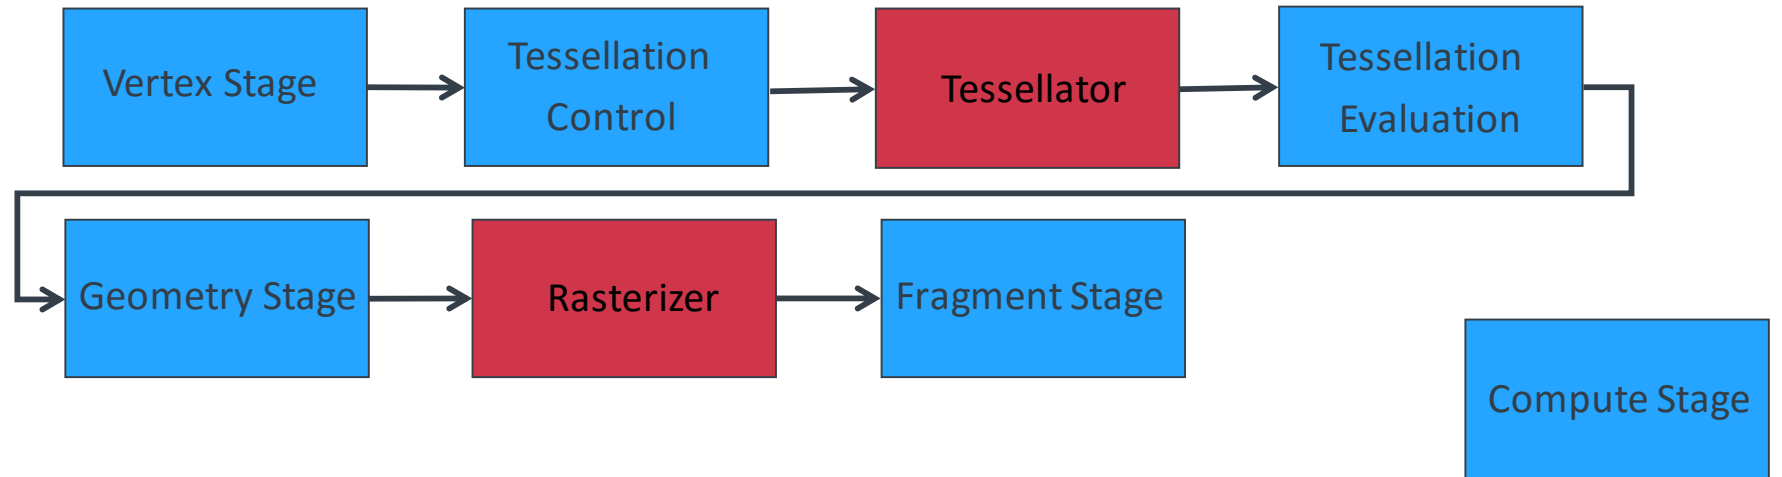 Vertex Stage
Tessellation
Control
Tessellator
Tessellation
Evaluation
Geometry Stage
Rasterizer
Fragment Stage
Compute Stage